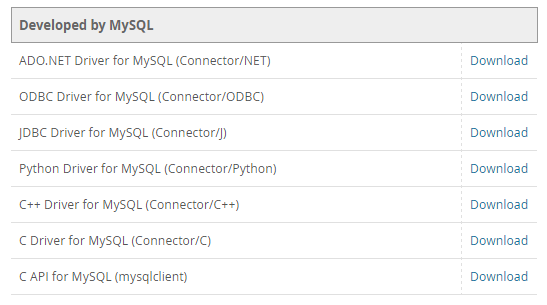 Developed by MySQL
ADO.NET Driver for MySQL (Connector/NET) Download
ODBC Driver for MySQL (Connector/ODBC) Download
JDBC Driver for MySQL (Connector/J) Download
Python Driver for MySQL (Connector/Python) Download
C++ Driver for MySQL (Connector/C++) Download
C Driver for MySQL (Connector/C) Download
C API for MySQL (mysqlclient) Download